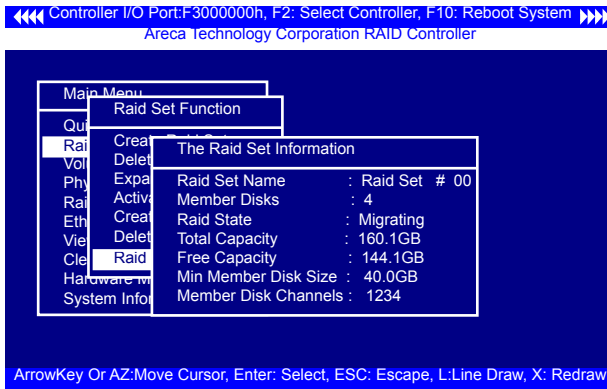 Controller I/O Port:F3000000h, F2: Select Controller, F10: Reboot System
Areca Technology Corporation RAID Controller
Main Menu
Raid Set Function
The Raid Set Information
Raid Set Name : Raid Set # 00
Member Disks : 4
Raid State : Migrating
Total Capacity : 160.1GB
Free Capacity : 144.1GB
Min Member Disk Size : 40.0GB
Member Disk Channels : 1234
Raid
System Infor
ArrowKey Or AZ:Move Cursor, Enter: Select, ESC: Escape, L:Line Draw, X: Redraw